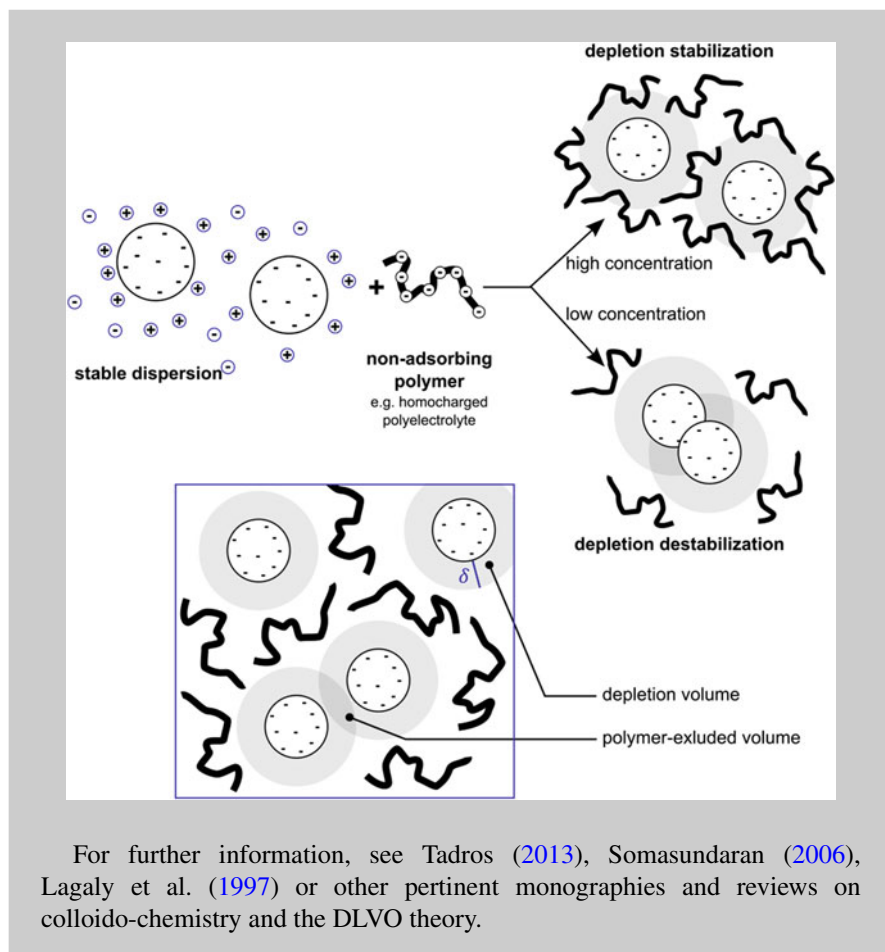 depletion stabilization
high concentration
low concentration
+
stable dispersion
non-adsorbing
polymer
e.g. homocharged
polyelectrolyte
depletion destabilization
δ
depletion volume
polymer-exluded volume
For further information, see Tadros (2013), Somasundaran (2006),
Lagaly et al. (1997) or other pertinent monographies and reviews on
colloido-chemistry and the DLVO theory.